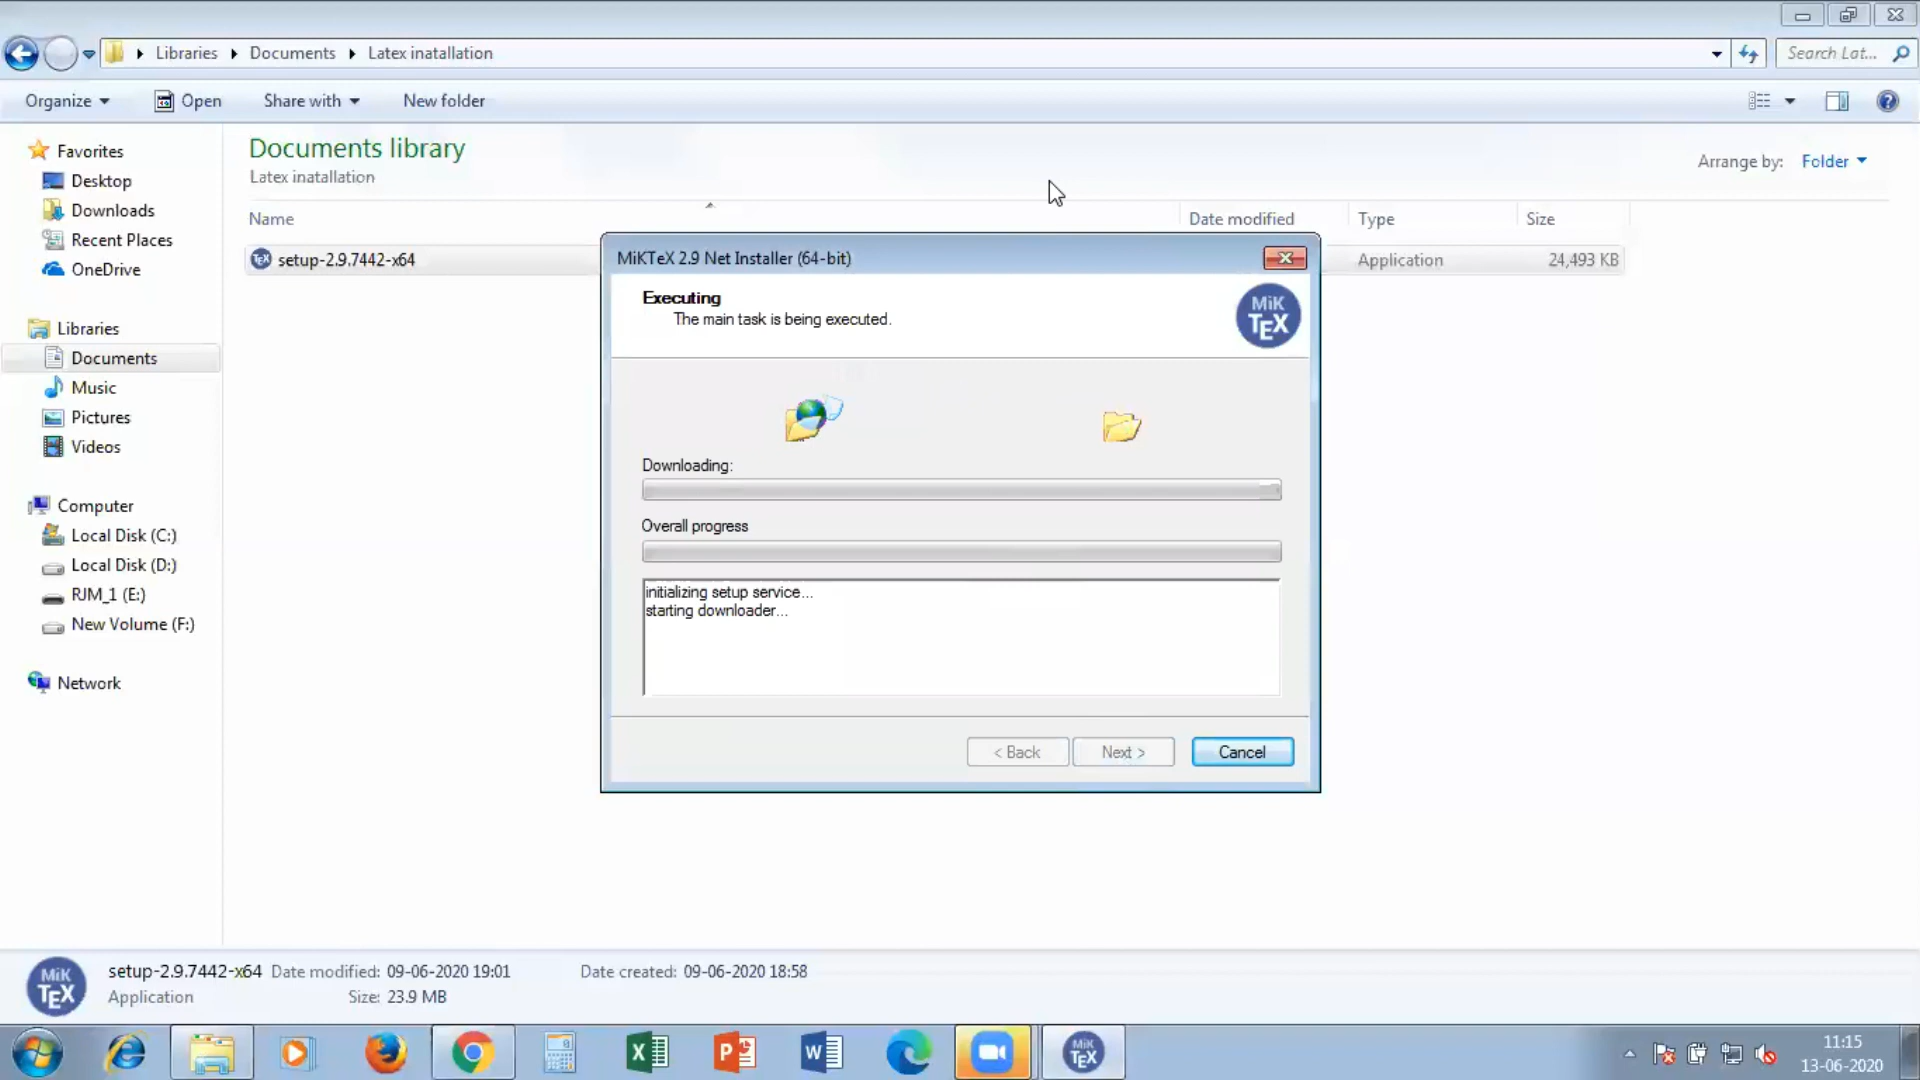 Libraries Documents Latex inatallation
Search Lat...
Organize Open Share with New folder
Favorites
Desktop
Downloads
Recent Places
OneDrive
Libraries
Documents
Music
Pictures
Videos
Computer
Local Disk (C:)
Local Disk (D:)
RJM_1 (E:)
New Volume (F:)
Network
Documents library
Latex inatallation
Arrange by: Folder
Name Date modified Type Size
TEX setup-2.9.7442-x64 Application 24,493 KB
MiKTeX 2.9 Net Installer (64-bit)
Executing
The main task is being executed.
MiK
TEX
Downloading:
Overall progress
initializing setup service...
starting downloader...
< Back Next > Cancel
MiK
TEX
setup-2.9.7442-x64 Date modified: 09-06-2020 19:01 Date created: 09-06-2020 18:58
Application Size: 23.9 MB
MiK
TEX
11:15
13-06-2020